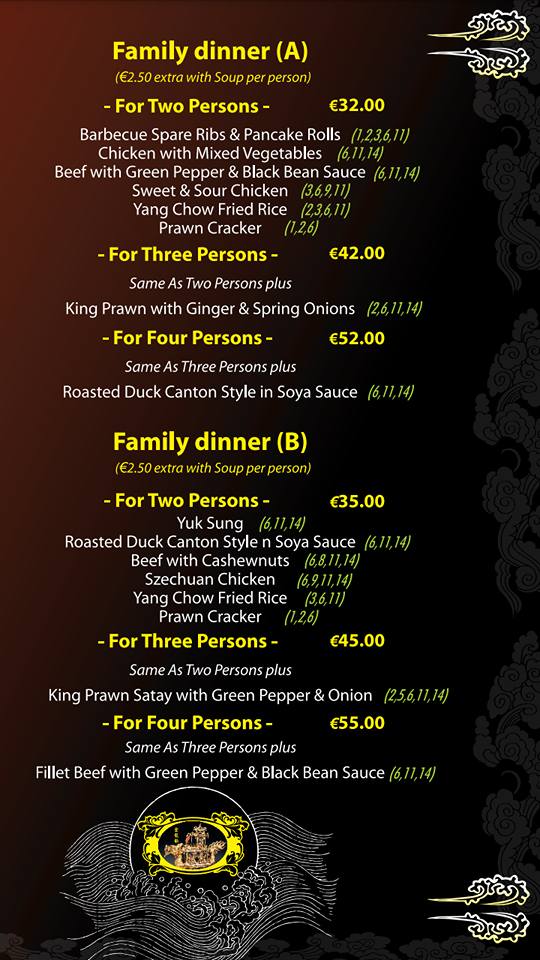 Family dinner (A)
(€2.50 extra with Soup per person)
- For Two Persons - €32.00
Barbecue Spare Ribs & Pancake Rolls (1,2,3,6,11)
Chicken with Mixed Vegetables (6,11,14)
Beef with Green Pepper & Black Bean Sauce (6,11,14)
Sweet & Sour Chicken (3,6,9,11)
Yang Chow Fried Rice (2,3,6,11)
Prawn Cracker (1,2,6)
- For Three Persons - €42.00
Same As Two Persons plus
King Prawn with Ginger & Spring Onions (2,6,11,14)
- For Four Persons - €52.00
Same As Three Persons plus
Roasted Duck Canton Style in Soya Sauce (6,11,14)
Family dinner (B)
(€2.50 extra with Soup per person)
- For Two Persons - €35.00
Yuk Sung (6,11,14)
Roasted Duck Canton Style n Soya Sauce (6,11,14)
Beef with Cashewnuts (6,8,11,14)
Szechuan Chicken (6,9,11,14)
Yang Chow Fried Rice (3,6,11)
Prawn Cracker (1,2,6)
- For Three Persons - €45.00
Same As Two Persons plus
King Prawn Satay with Green Pepper & Onion (2,5,6,11,14)
- For Four Persons - €55.00
Same As Three Persons plus
Fillet Beef with Green Pepper & Black Bean Sauce (6,11,14)